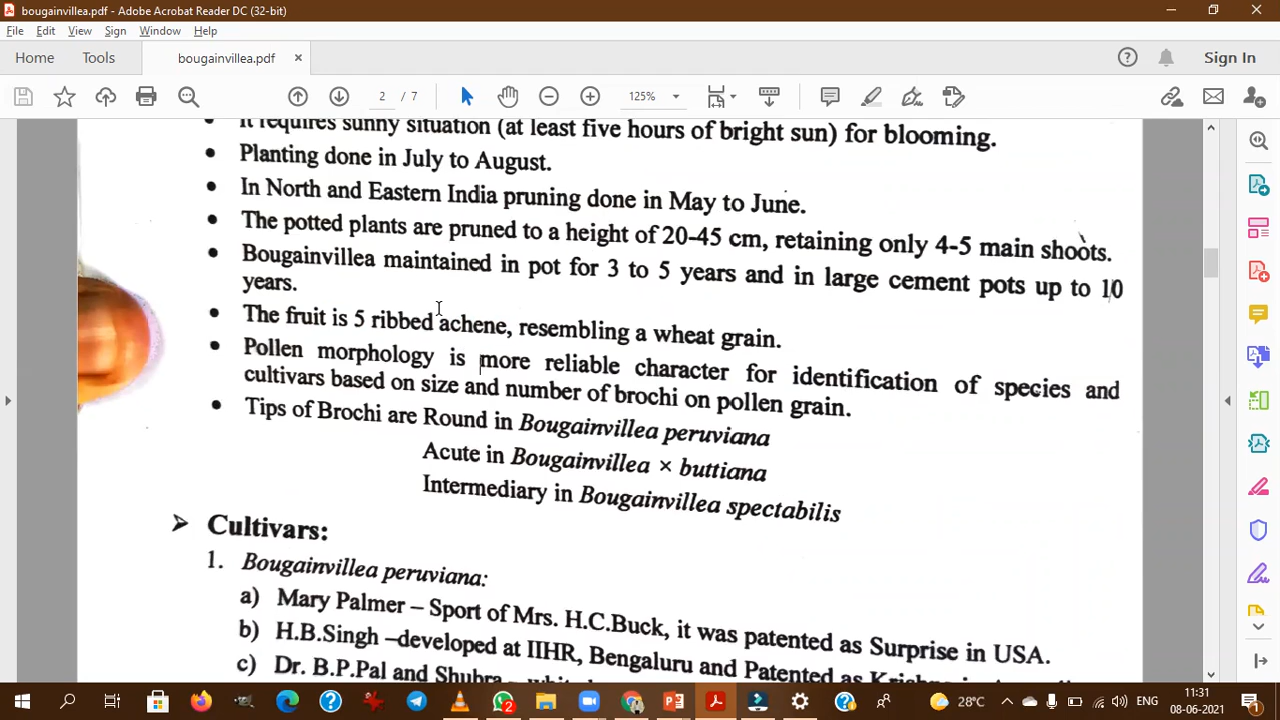 bougainvillea.pdf - Adobe Acrobat Reader DC (32-bit)
File Edit View Sign Window Help
Home Tools bougainvillea.pdf × Sign In
2 / 7 125%
• It requires sunny situation (at least five hours of bright sun) for blooming.
• Planting done in July to August.
• In North and Eastern India pruning done in May to June.
• The potted plants are pruned to a height of 20-45 cm, retaining only 4-5 main shoots.
• Bougainvillea maintained in pot for 3 to 5 years and in large cement pots up to 10
years.
• The fruit is 5 ribbed achene, resembling a wheat grain.
• Pollen morphology is more reliable character for identification of species and
cultivars based on size and number of brochi on pollen grain.
• Tips of Brochi are Round in Bougainvillea peruviana
Acute in Bougainvillea × buttiana
Intermediary in Bougainvillea spectabilis
➤ Cultivars:
1. Bougainvillea peruviana:
a) Mary Palmer – Sport of Mrs. H.C.Buck, it was patented as Surprise in USA.
b) H.B.Singh –developed at IIHR, Bengaluru and Patented as
c) Dr. B.P.Pal and Shubra –
28°C ENG 11:31
08-06-2021